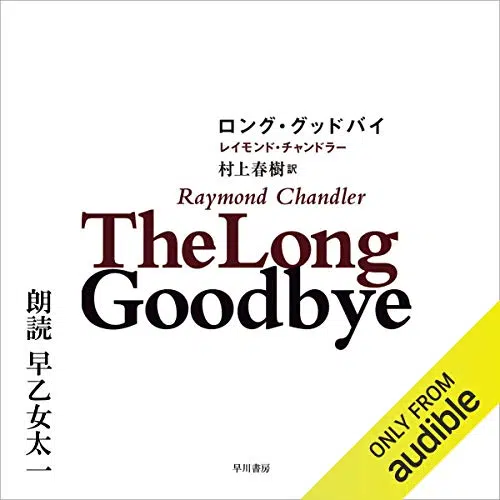 ロング・グッドバイ
レイモンド・チャンドラー
村上春樹 訳
Raymond Chandler
The Long
Goodbye
朗読 早乙女太一
早川書房
ONLY FROM
audible